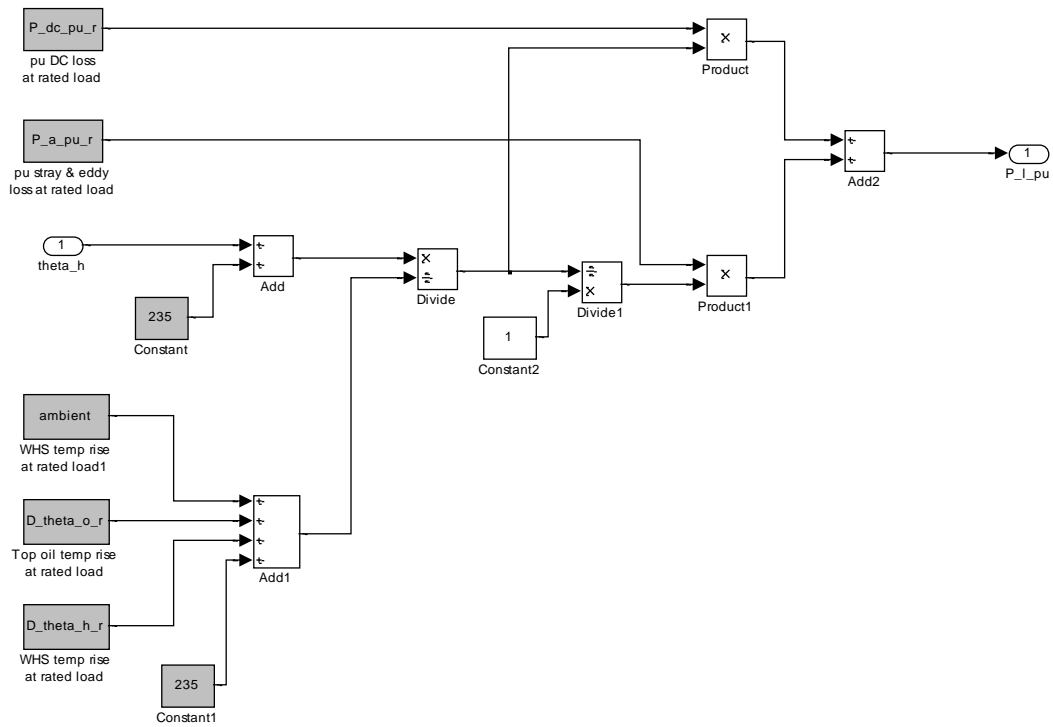 P_dc_pu_r
pu DC loss
at rated load
×
Product
P_a_pu_r
pu stray & eddy
loss at rated load
+
+
Add2
1
P_l_pu
1
theta_h
+
+
Add
×
÷
Divide
÷
×
Divide1
×
Product1
235
Constant
1
Constant2
ambient
WHS temp rise
at rated load1
D_theta_o_r
Top oil temp rise
at rated load
+
+
+
+
Add1
D_theta_h_r
WHS temp rise
at rated load
235
Constant1